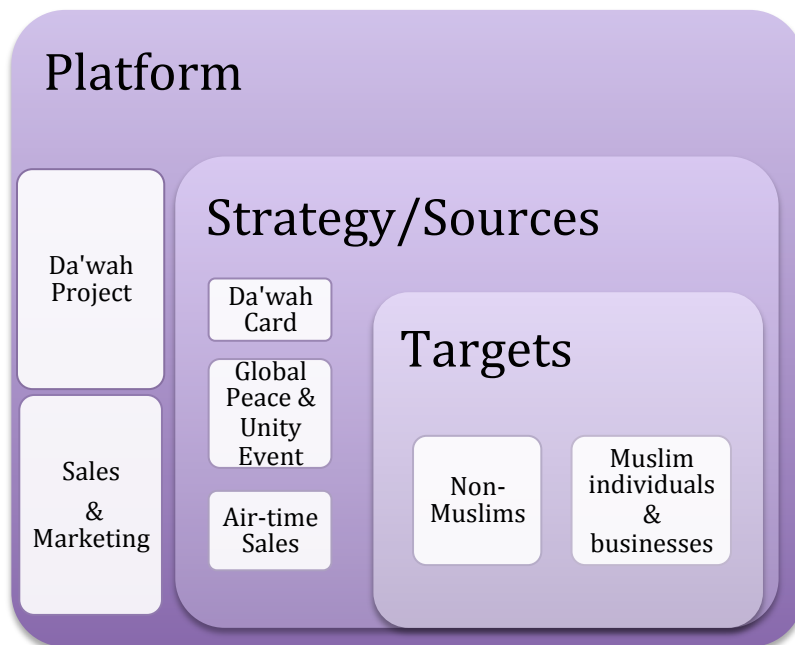 Platform
Da'wah
Project
Sales
&
Marketing
Strategy/Sources
Da'wah
Card
Global
Peace &
Unity
Event
Air-time
Sales
Targets
Non-
Muslims
Muslim
individuals
&
businesses